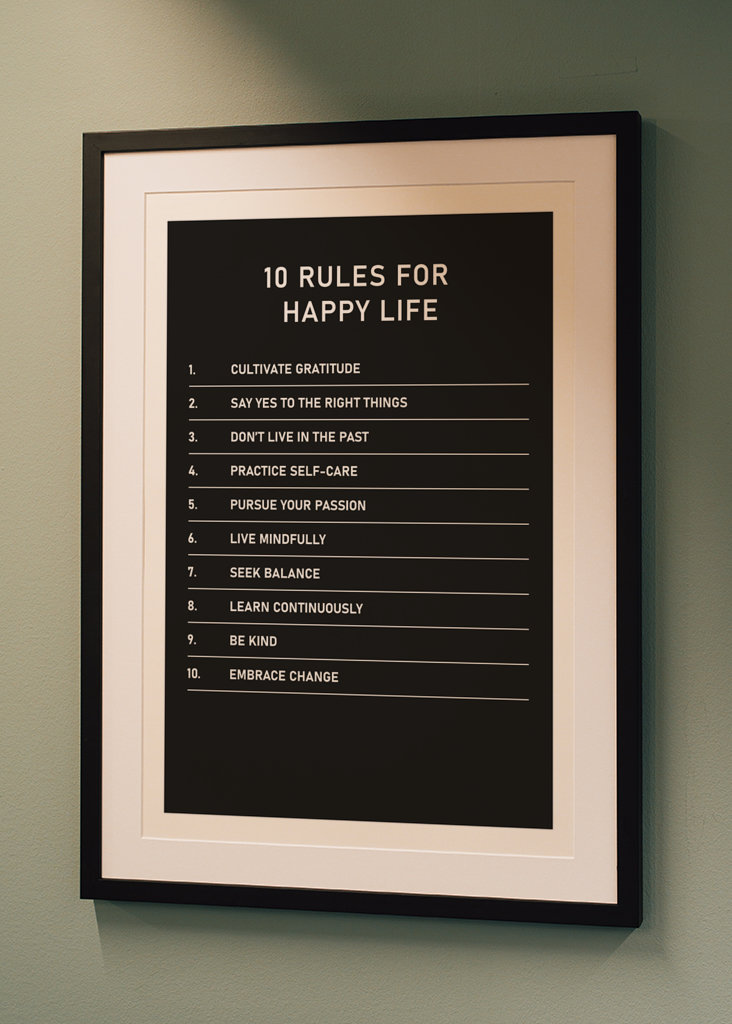 10 RULES FOR
HAPPY LIFE
1. CULTIVATE GRATITUDE
2. SAY YES TO THE RIGHT THINGS
3. DON'T LIVE IN THE PAST
4. PRACTICE SELF-CARE
5. PURSUE YOUR PASSION
6. LIVE MINDFULLY
7. SEEK BALANCE
8. LEARN CONTINUOUSLY
9. BE KIND
10. EMBRACE CHANGE